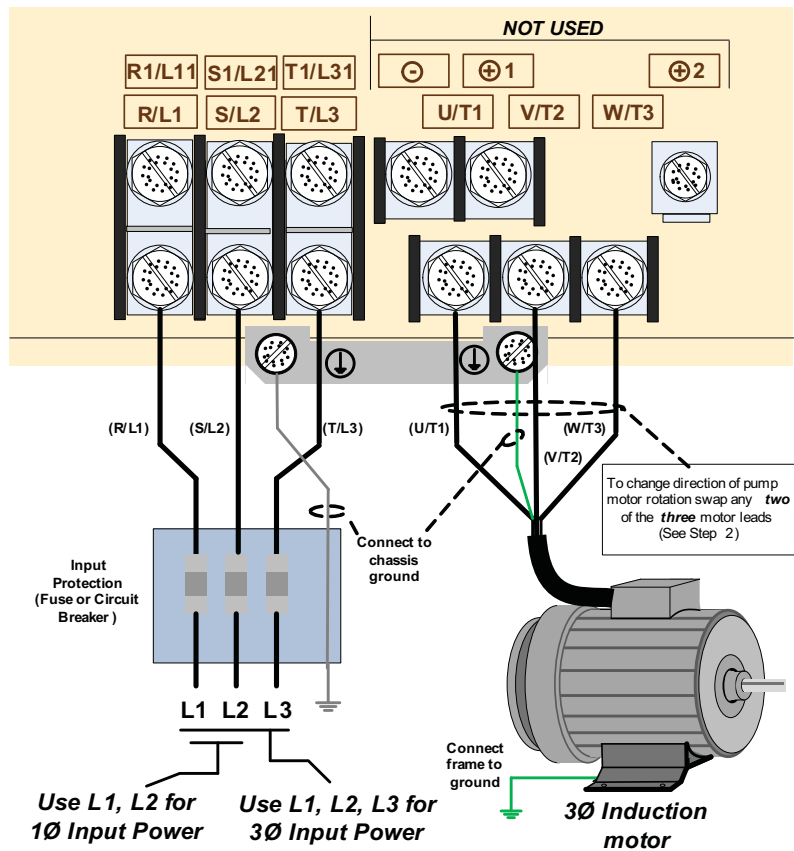 NOT USED
R1/L11 S1/L21 T1/L31 ⊖ ⊕1 ⊕2
R/L1 S/L2 T/L3 U/T1 V/T2 W/T3
(R/L1) (S/L2) (T/L3) (U/T1) (W/T3)
(V/T2)
To change direction of pump
motor rotation swap any two
of the three motor leads
(See Step 2)
Connect to
chassis
ground
Input
Protection
(Fuse or Circuit
Breaker)
L1 L2 L3
Connect
frame to
ground
Use L1, L2 for
1Ø Input Power
Use L1, L2, L3 for
3Ø Input Power
3Ø Induction
motor